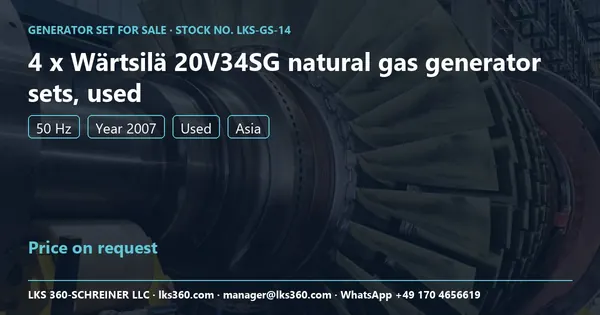 GENERATOR SET FOR SALE · STOCK NO. LKS-GS-14
4 x Wärtsilä 20V34SG natural gas generator
sets, used
50 Hz
Year 2007
Used
Asia
Price on request
LKS 360-SCHREINER LLC · lks360.com · manager@lks360.com · WhatsApp +49 170 4656619